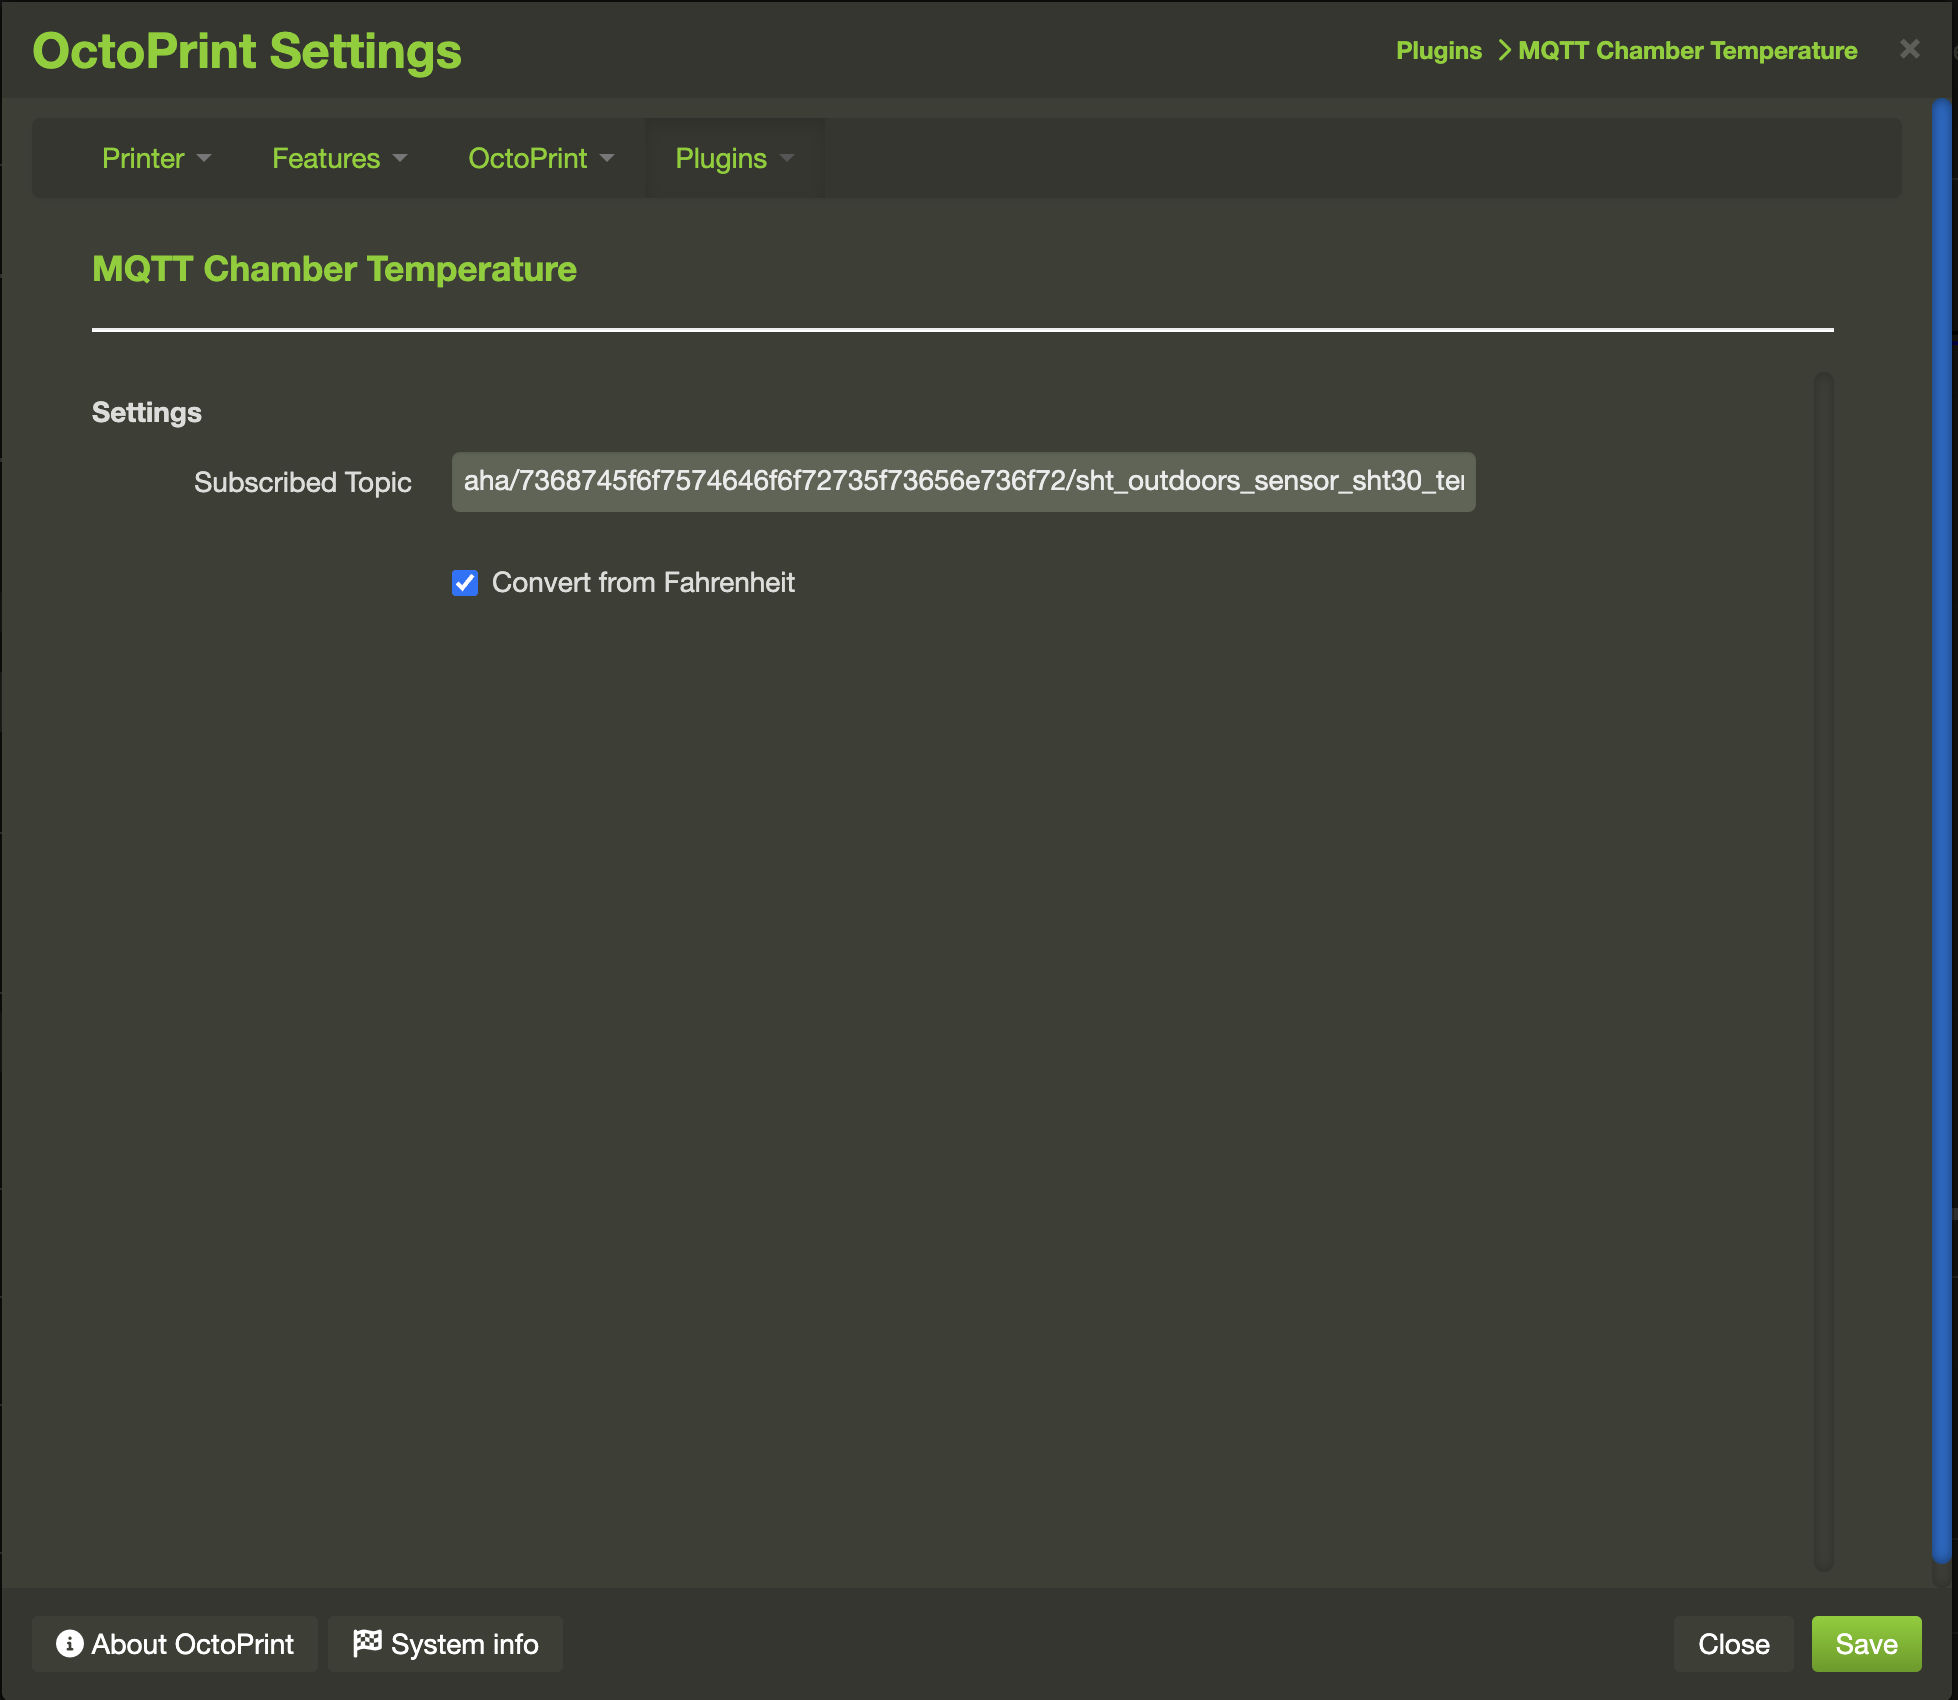 OctoPrint Settings
Plugins > MQTT Chamber Temperature
Printer
Features
OctoPrint
Plugins
MQTT Chamber Temperature
Settings
Subscribed Topic
aha/7368745f6f7574646f6f72735f73656e736f72/sht_outdoors_sensor_sht30_te
Convert from Fahrenheit
About OctoPrint
System info
Close
Save